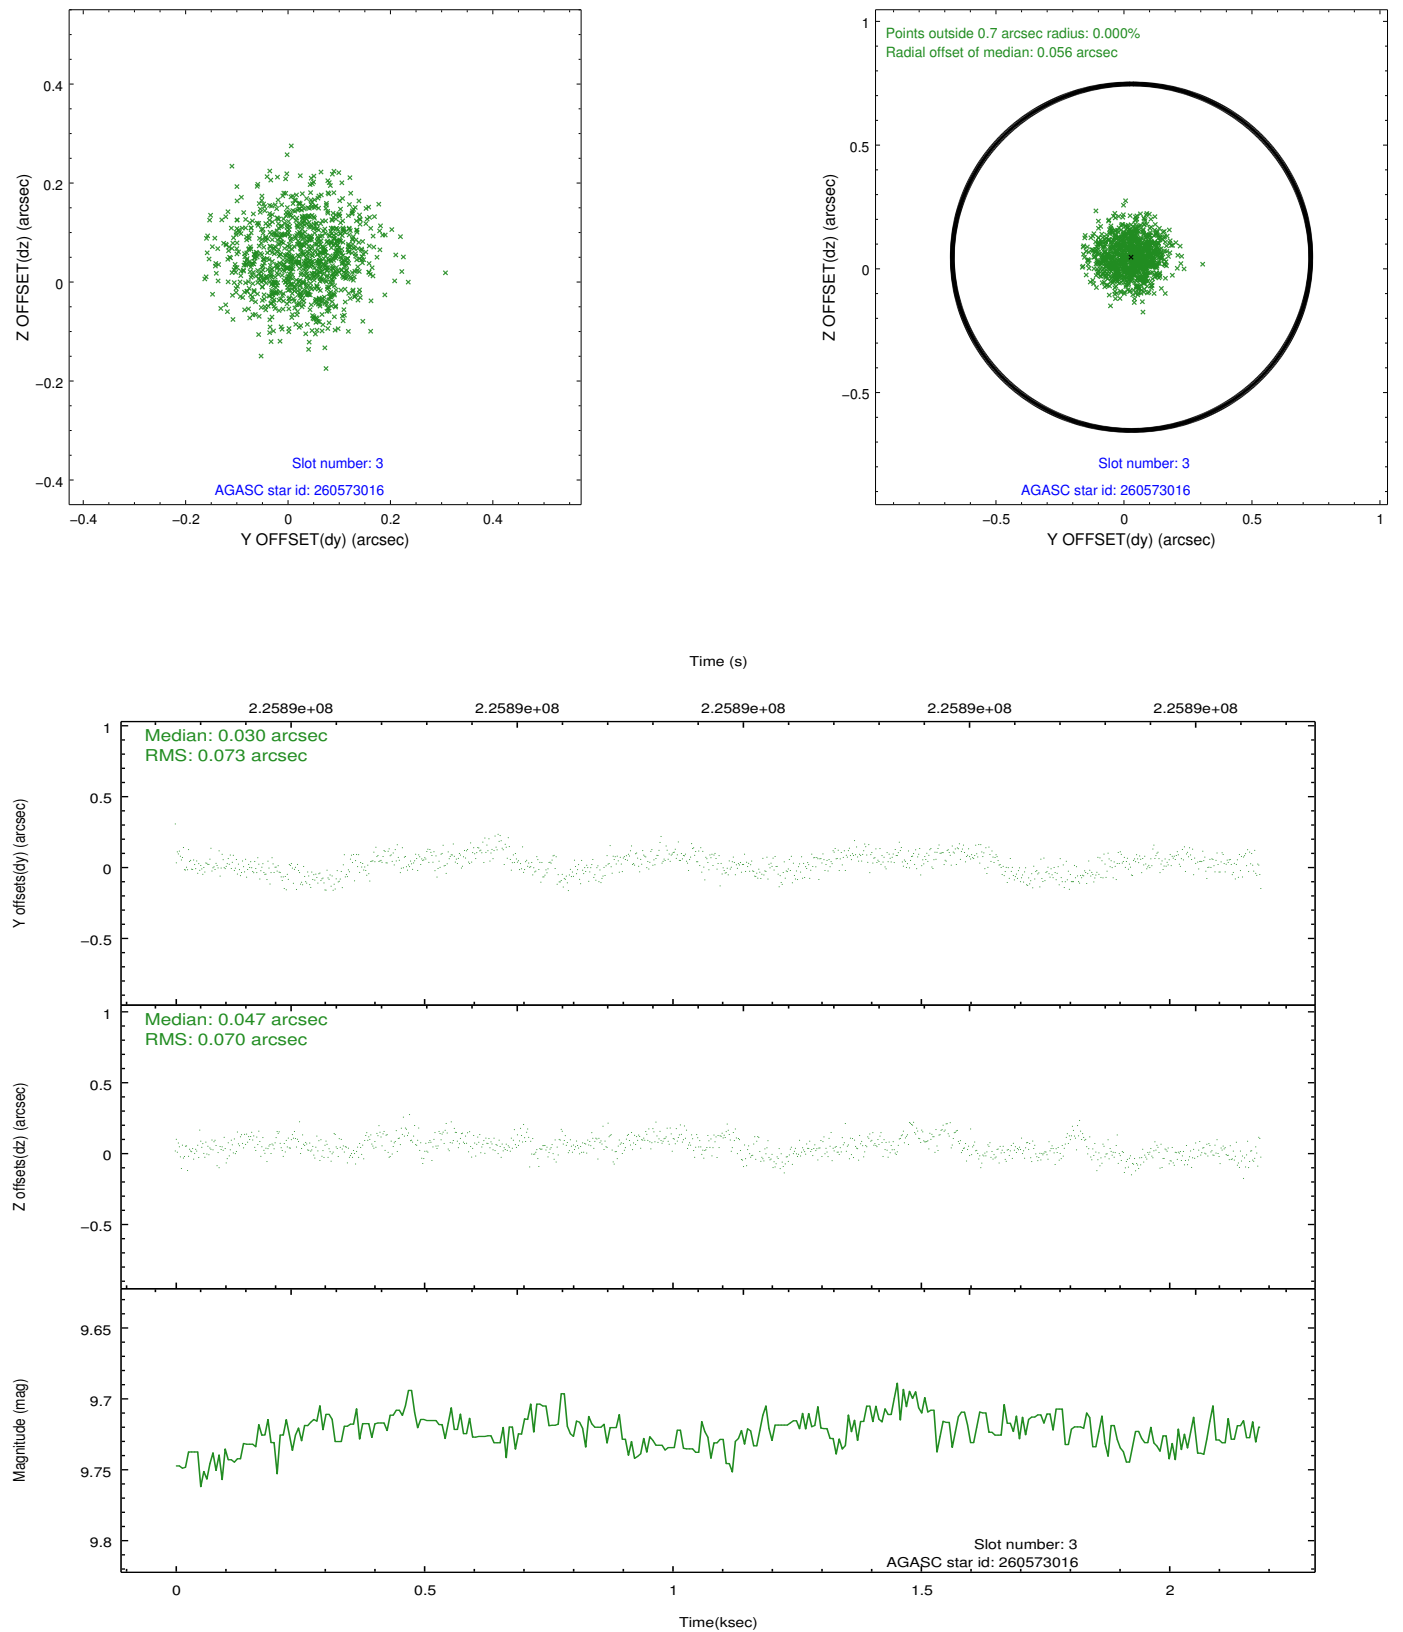 0.4
0.2
0
−0.2
−0.4
Z OFFSET(dz) (arcsec)
Slot number: 3
AGASC star id: 260573016
−0.4 −0.2 0 0.2 0.4
Y OFFSET(dy) (arcsec)
Points outside 0.7 arcsec radius: 0.000%
Radial offset of median: 0.056 arcsec
1
0.5
0
−0.5
Z OFFSET(dz) (arcsec)
Slot number: 3
AGASC star id: 260573016
−0.5 0 0.5 1
Y OFFSET(dy) (arcsec)
Time (s)
2.2589e+08 2.2589e+08 2.2589e+08 2.2589e+08 2.2589e+08
Median: 0.030 arcsec
RMS: 0.073 arcsec
1
0.5
0
−0.5
Y offsets(dy) (arcsec)
Median: 0.047 arcsec
RMS: 0.070 arcsec
1
0.5
0
−0.5
Z offsets(dz) (arcsec)
9.65
9.7
9.75
9.8
Magnitude (mag)
Slot number: 3
AGASC star id: 260573016
0 0.5 1 1.5 2
Time(ksec)